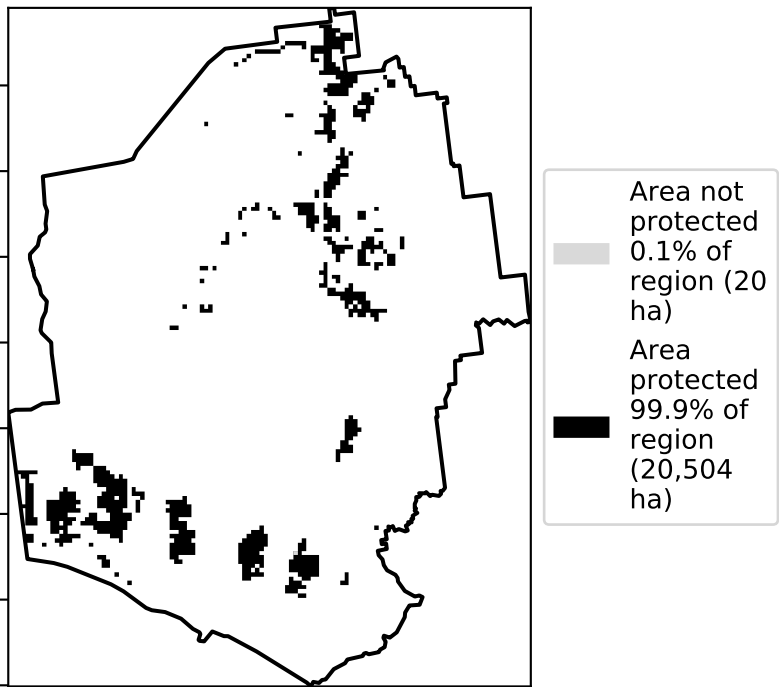 Area not
protected
0.1% of
region (20
ha)
Area
protected
99.9% of
region
(20,504
ha)